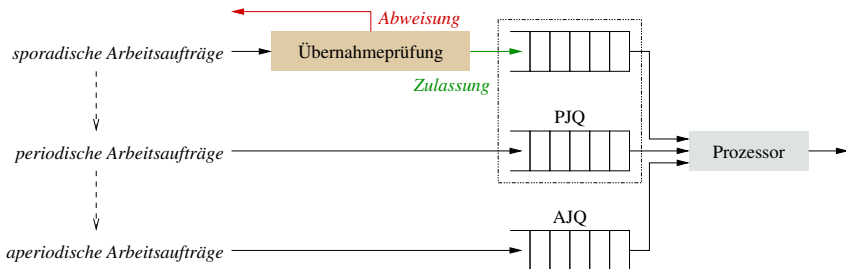 Abweisung
sporadische Arbeitsaufträge
Übernahmeprüfung
Zulassung
PJQ
periodische Arbeitsaufträge
Prozessor
AJQ
aperiodische Arbeitsaufträge